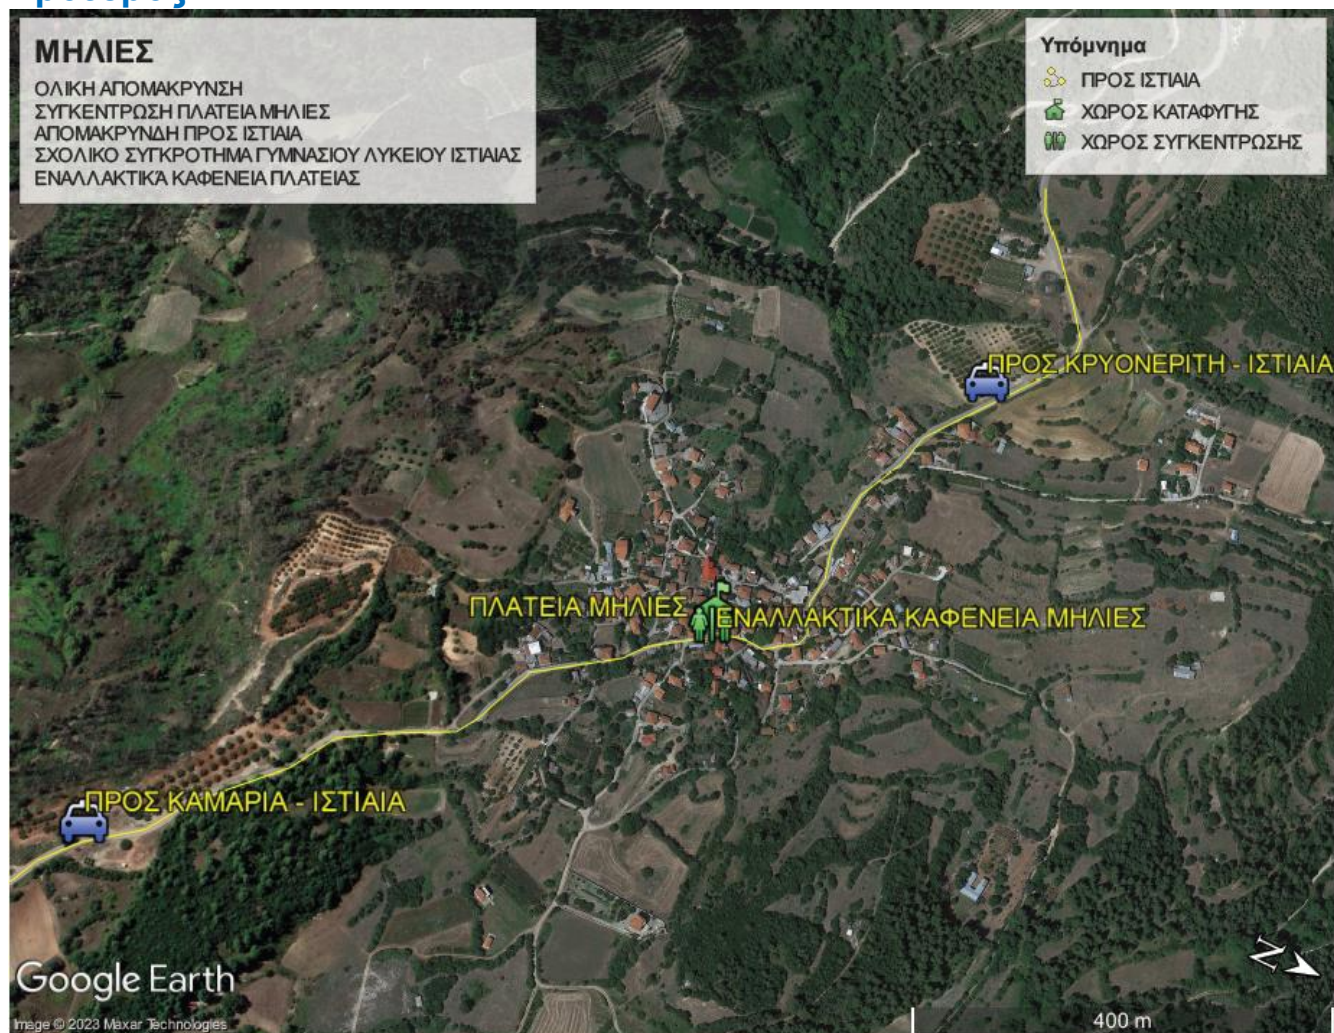 ΜΗΛΙΕΣ
ΟΛΙΚΗ ΑΠΟΜΑΚΡΥΝΣΗ
ΣΥΓΚΕΝΤΡΩΣΗ ΠΛΑΤΕΙΑ ΜΗΛΙΕΣ
ΑΠΟΜΑΚΡΥΝΔΗ ΠΡΟΣ ΙΣΤΙΑΙΑ
ΣΧΟΛΙΚΟ ΣΥΓΚΡΟΤΗΜΑ ΓΥΜΝΑΣΙΟΥ ΛΥΚΕΙΟΥ ΙΣΤΙΑΙΑΣ
ΕΝΑΛΛΑΚΤΙΚΆ ΚΑΦΕΝΕΙΑ ΠΛΑΤΕΙΑΣ
Υπόμνημα
ΠΡΟΣ ΙΣΤΙΑΙΑ
ΧΩΡΟΣ ΚΑΤΑΦΥΓΗΣ
ΧΩΡΟΣ ΣΥΓΚΕΝΤΡΩΣΗΣ
ΠΡΟΣ ΚΡΥΟΝΕΡΙΤΗ - ΙΣΤΙΑΙΑ
ΠΛΑΤΕΙΑ ΜΗΛΙΕΣ
ΕΝΑΛΛΑΚΤΙΚΑ ΚΑΦΕΝΕΙΑ ΜΗΛΙΕΣ
ΠΡΟΣ ΚΑΜΑΡΙΑ - ΙΣΤΙΑΙΑ
Google Earth
Image © 2023 Maxar Technologies
N
400 m